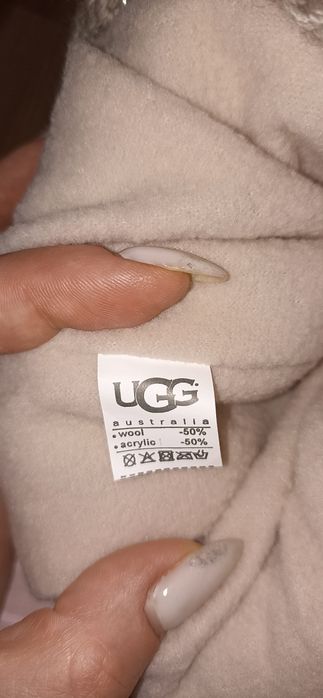 UGG
australia
• wool -50%
• acrylic -50%